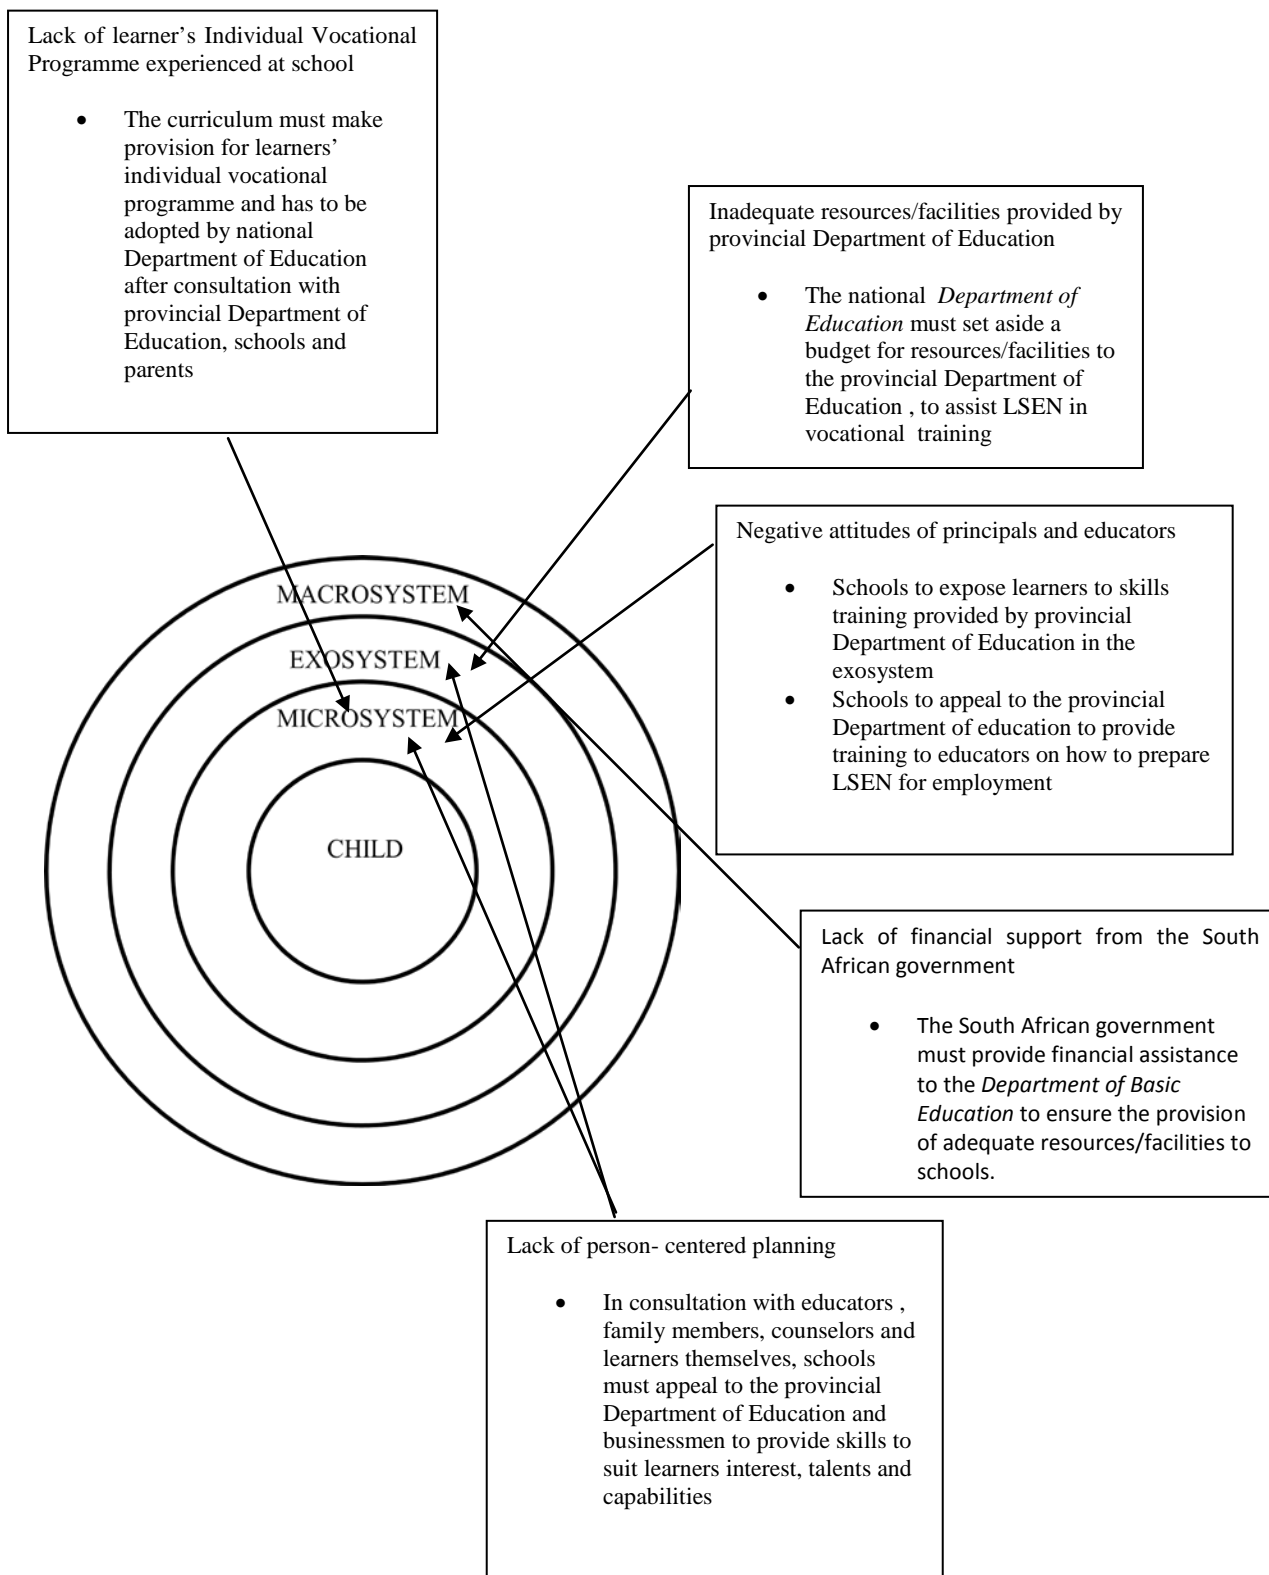 Lack of learner’s Individual Vocational
Programme experienced at school
• The curriculum must make
provision for learners’
individual vocational
programme and has to be
adopted by national
Department of Education
after consultation with
provincial Department of
Education, schools and
parents
Inadequate resources/facilities provided by
provincial Department of Education
• The national Department of
Education must set aside a
budget for resources/facilities to
the provincial Department of
Education , to assist LSEN in
vocational training
Negative attitudes of principals and educators
• Schools to expose learners to skills
training provided by provincial
Department of Education in the
exosystem
• Schools to appeal to the provincial
Department of education to provide
training to educators on how to prepare
LSEN for employment
MACROSYSTEM
EXOSYSTEM
MICROSYSTEM
CHILD
Lack of financial support from the South
African government
• The South African government
must provide financial assistance
to the Department of Basic
Education to ensure the provision
of adequate resources/facilities to
schools.
Lack of person- centered planning
• In consultation with educators ,
family members, counselors and
learners themselves, schools
must appeal to the provincial
Department of Education and
businessmen to provide skills to
suit learners interest, talents and
capabilities